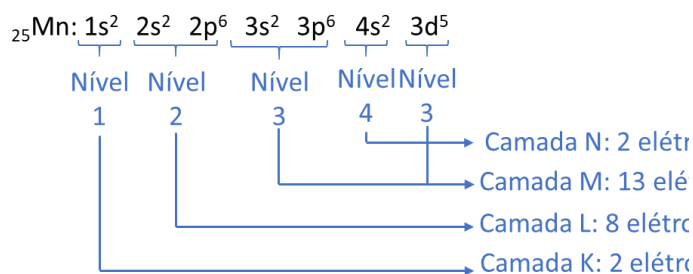 ₂₅Mn: 1s² 2s² 2p⁶ 3s² 3p⁶ 4s² 3d⁵
Nível Nível Nível Nível Nível
1 2 3 4 3
Camada N: 2
Camada M: 13
Camada L: 8
Camada K: 2